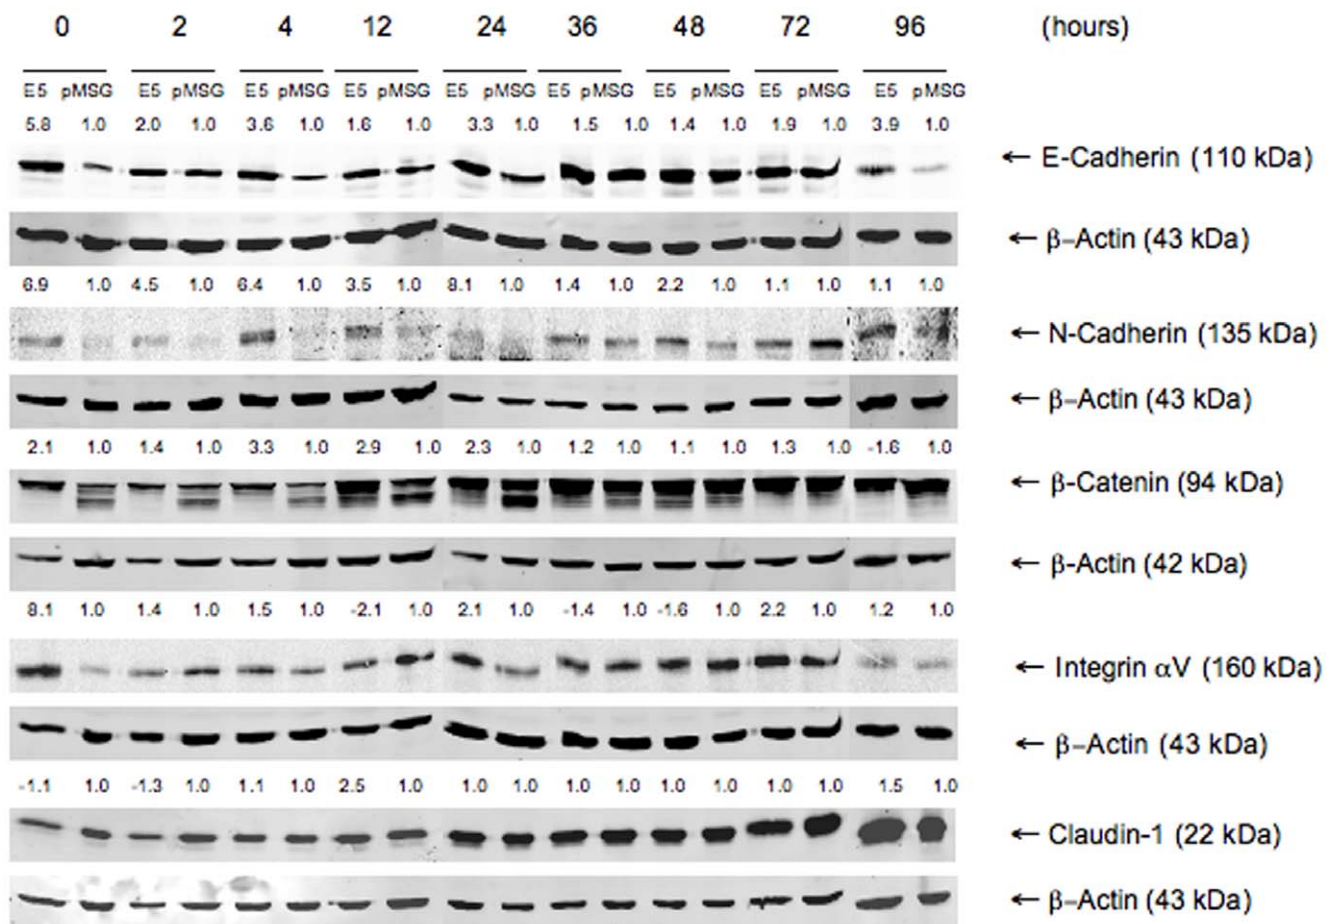 0 2 4 12 24 36 48 72 96 (hours)
E5 pMSG E5 pMSG E5 pMSG E5 pMSG E5 pMSG E5 pMSG E5 pMSG E5 pMSG E5 pMSG
5.8 1.0 2.0 1.0 3.6 1.0 1.6 1.0 3.3 1.0 1.5 1.0 1.4 1.0 1.9 1.0 3.9 1.0
← E-Cadherin (110 kDa)
← β–Actin (43 kDa)
6.9 1.0 4.5 1.0 6.4 1.0 3.5 1.0 8.1 1.0 1.4 1.0 2.2 1.0 1.1 1.0 1.1 1.0
← N-Cadherin (135 kDa)
← β–Actin (43 kDa)
2.1 1.0 1.4 1.0 3.3 1.0 2.9 1.0 2.3 1.0 1.2 1.0 1.1 1.0 1.3 1.0 -1.6 1.0
← β-Catenin (94 kDa)
← β-Actin (42 kDa)
8.1 1.0 1.4 1.0 1.5 1.0 -2.1 1.0 2.1 1.0 -1.4 1.0 -1.6 1.0 2.2 1.0 1.2 1.0
← Integrin αV (160 kDa)
← β–Actin (43 kDa)
-1.1 1.0 -1.3 1.0 1.1 1.0 2.5 1.0 1.0 1.0 1.0 1.0 1.0 1.0 1.0 1.0 1.5 1.0
← Claudin-1 (22 kDa)
← β–Actin (43 kDa)